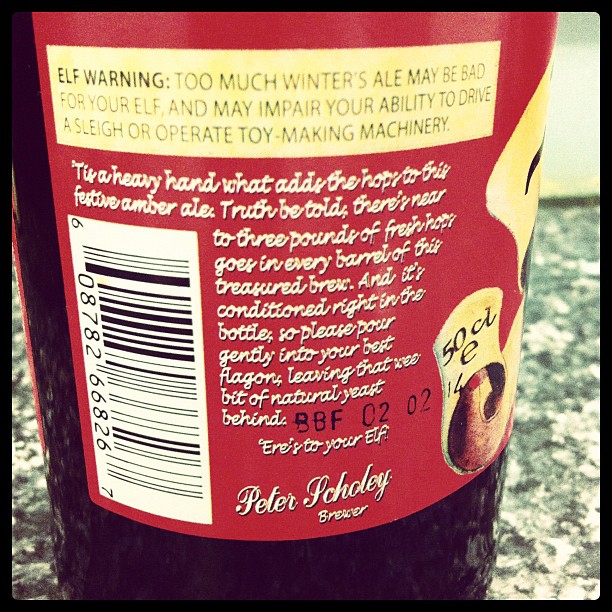 ELF WARNING: TOO MUCH WINTER'S ALE MAY BE BAD
FOR YOUR ELF, AND MAY IMPAIR YOUR ABILITY TO DRIVE
A SLEIGH OR OPERATE TOY-MAKING MACHINERY.
'Tis a heavy hand what adds the hops to this
festive amber ale. Truth be told, there's near
to three pounds of fresh hops
goes in every barrel of this
treasured brew. And it's
conditioned right in the
bottle, so please pour
gently into your best
flagon, leaving that wee
bit of natural yeast
behind.
BBF 02 02
'Ere's to your Elf!
Peter Scholey
Brewer
6 08782 66826 7
50 cl
e